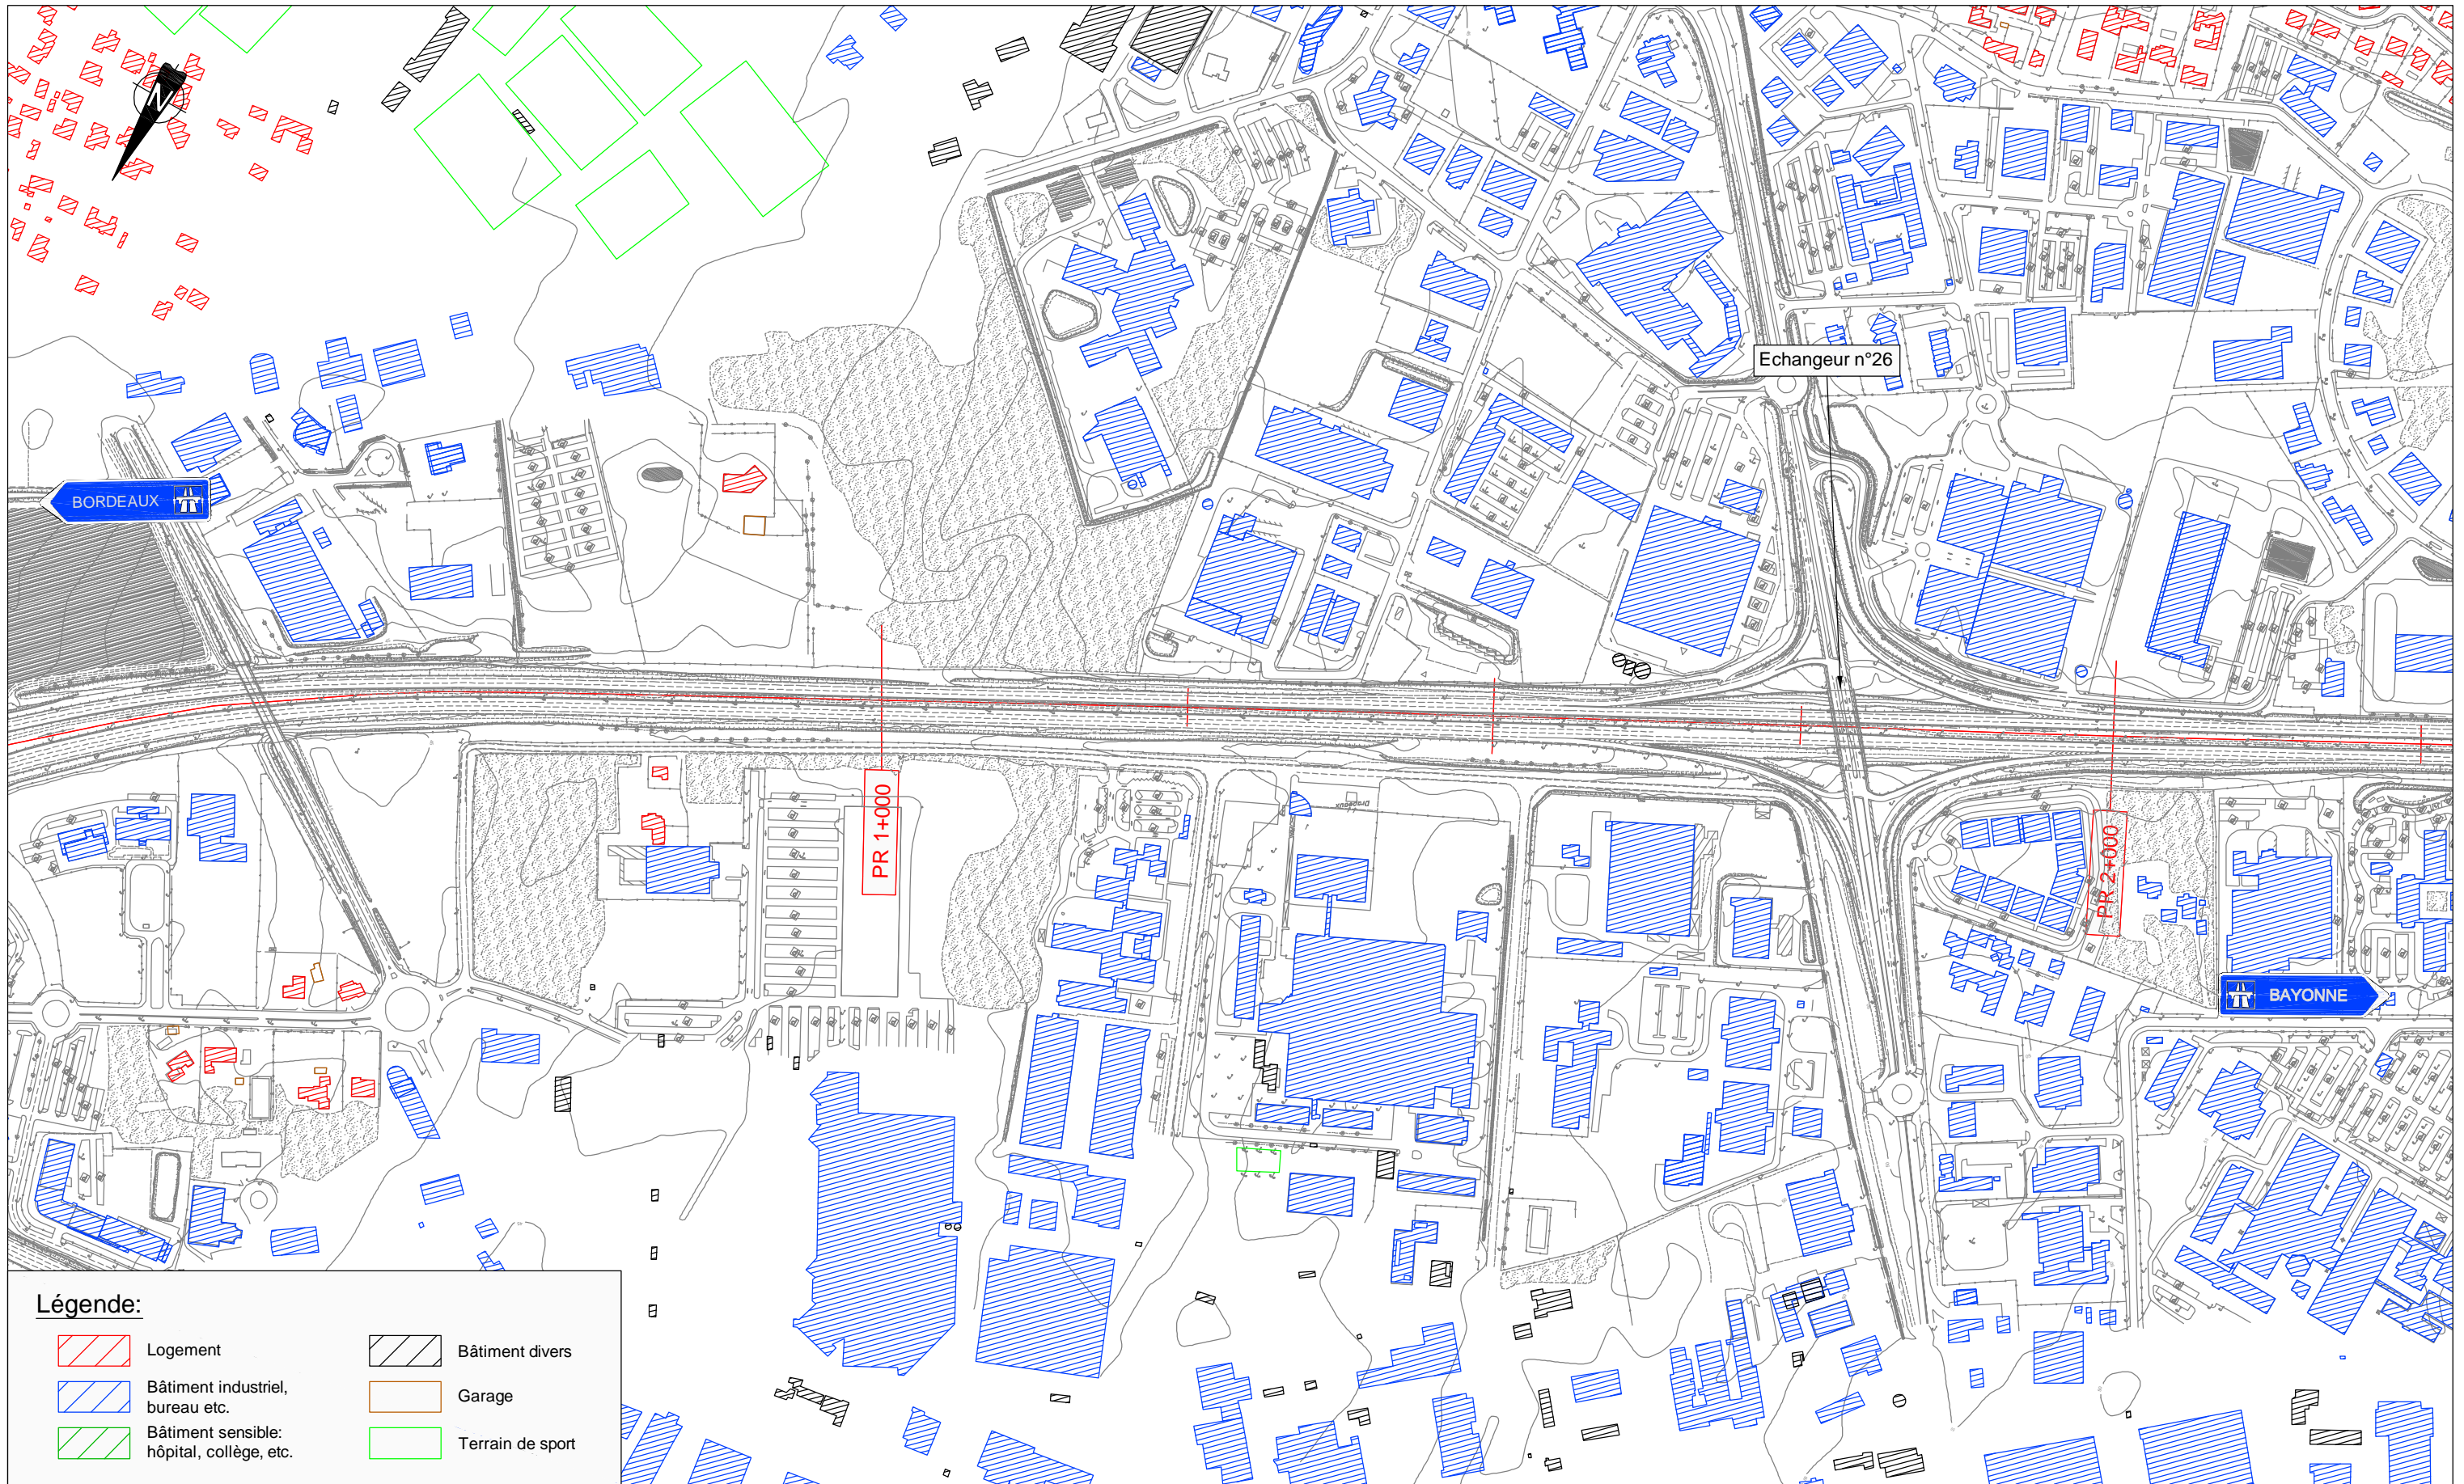 N
Echangeur n°26
BORDEAUX
PR 1+000
Drapeaux
PR 2+000
BAYONNE
Légende:
Logement
Bâtiment industriel,
bureau etc.
Bâtiment sensible:
hôpital, collège, etc.
Bâtiment divers
Garage
Terrain de sport